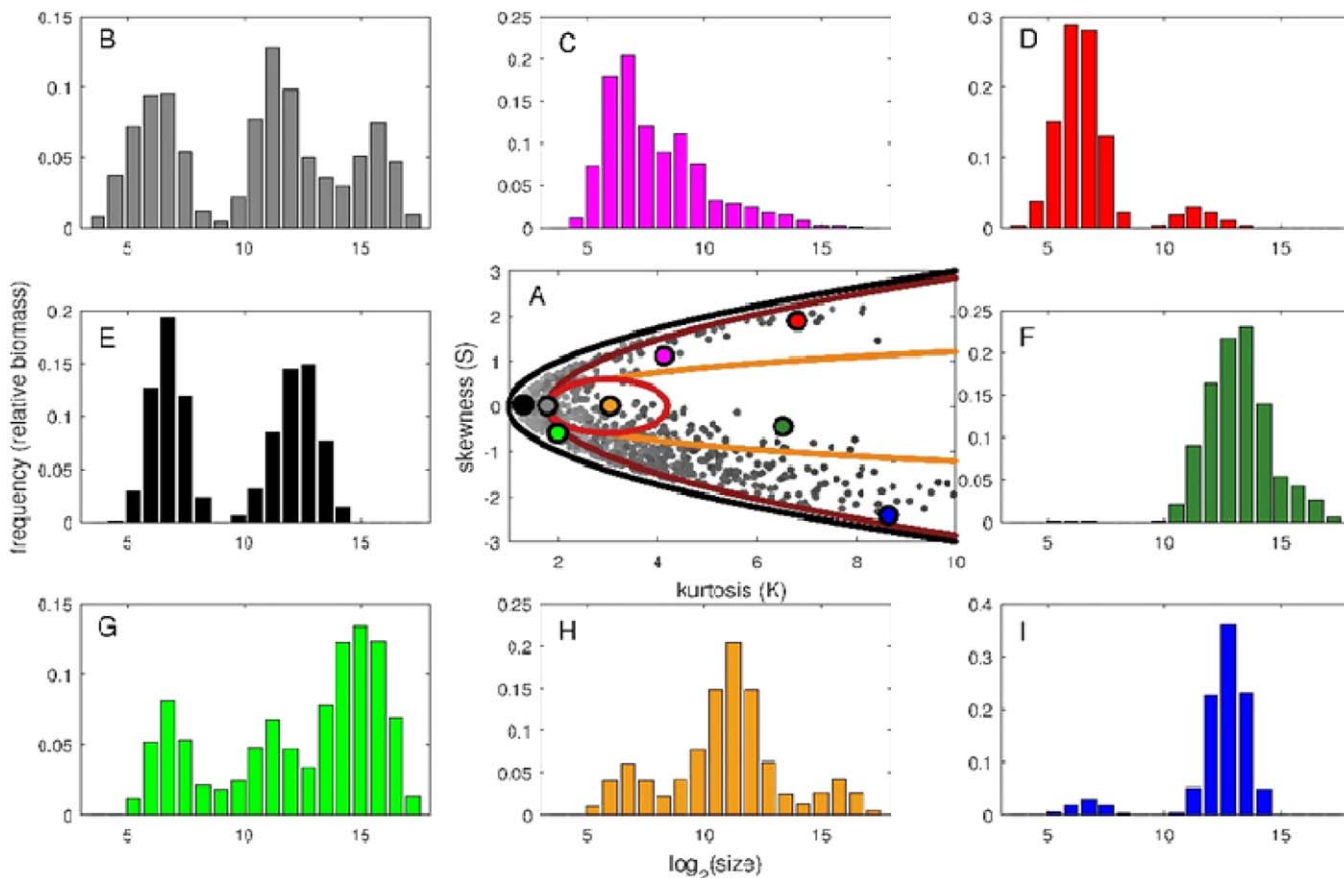 B
0.15
0.1
0.05
0
5 10 15
C
0.25
0.2
0.15
0.1
0.05
0
5 10 15
D
0.3
0.2
0.1
0
5 10 15
frequency (relative biomass)
E
0.2
0.15
0.1
0.05
0
5 10 15
A
skewness (S)
3
2
1
0
-1
-2
-3
2 4 6 8 10
kurtosis (K)
F
0.25
0.2
0.15
0.1
0.05
0
5 10 15
G
0.15
0.1
0.05
0
5 10 15
H
0.25
0.2
0.15
0.1
0.05
0
5 10 15
log2(size)
I
0.4
0.3
0.2
0.1
0
5 10 15